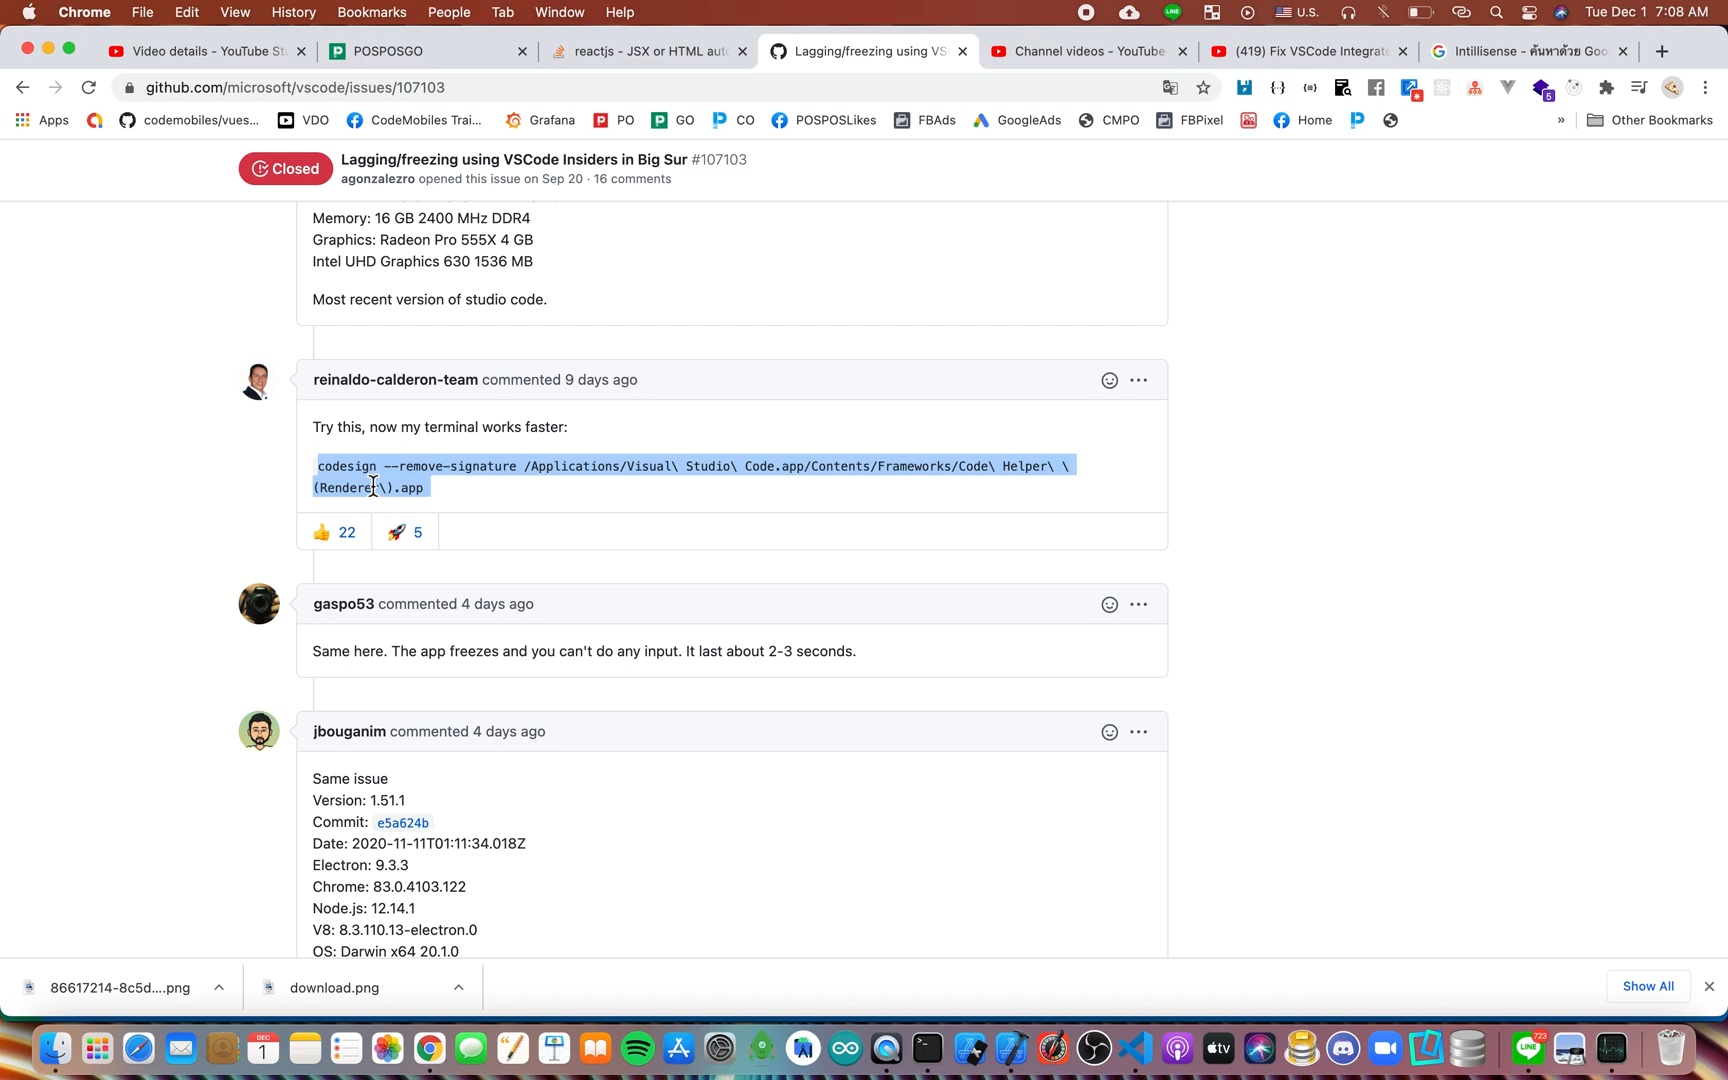 Chrome File Edit View History Bookmarks People Tab Window Help U.S. Tue Dec 1 7:08 AM
Video details - YouTube St POSPOSGO reactjs - JSX or HTML aut Lagging/freezing using VS Channel videos - YouTube (419) Fix VSCode Integrat Intillisense - ค้นหาด้วย Goo
github.com/microsoft/vscode/issues/107103
Apps codemobiles/vues... VDO CodeMobiles Trai... Grafana PO GO CO POSPOSLikes FBAds GoogleAds CMPO FBPixel Home » Other Bookmarks
Closed Lagging/freezing using VSCode Insiders in Big Sur #107103
agonzalezro opened this issue on Sep 20 · 16 comments
Memory: 16 GB 2400 MHz DDR4
Graphics: Radeon Pro 555X 4 GB
Intel UHD Graphics 630 1536 MB
Most recent version of studio code.
reinaldo-calderon-team commented 9 days ago
Try this, now my terminal works faster:
codesign --remove-signature /Applications/Visual\ Studio\ Code.app/Contents/Frameworks/Code\ Helper\ \
(Renderer\).app
👍 22 🚀 5
gaspo53 commented 4 days ago
Same here. The app freezes and you can't do any input. It last about 2-3 seconds.
jbouganim commented 4 days ago
Same issue
Version: 1.51.1
Commit: e5a624b
Date: 2020-11-11T01:11:34.018Z
Electron: 9.3.3
Chrome: 83.0.4103.122
Node.js: 12.14.1
V8: 8.3.110.13-electron.0
OS: Darwin x64 20.1.0
86617214-8c5d....png download.png Show All
DEC 1 tv 723